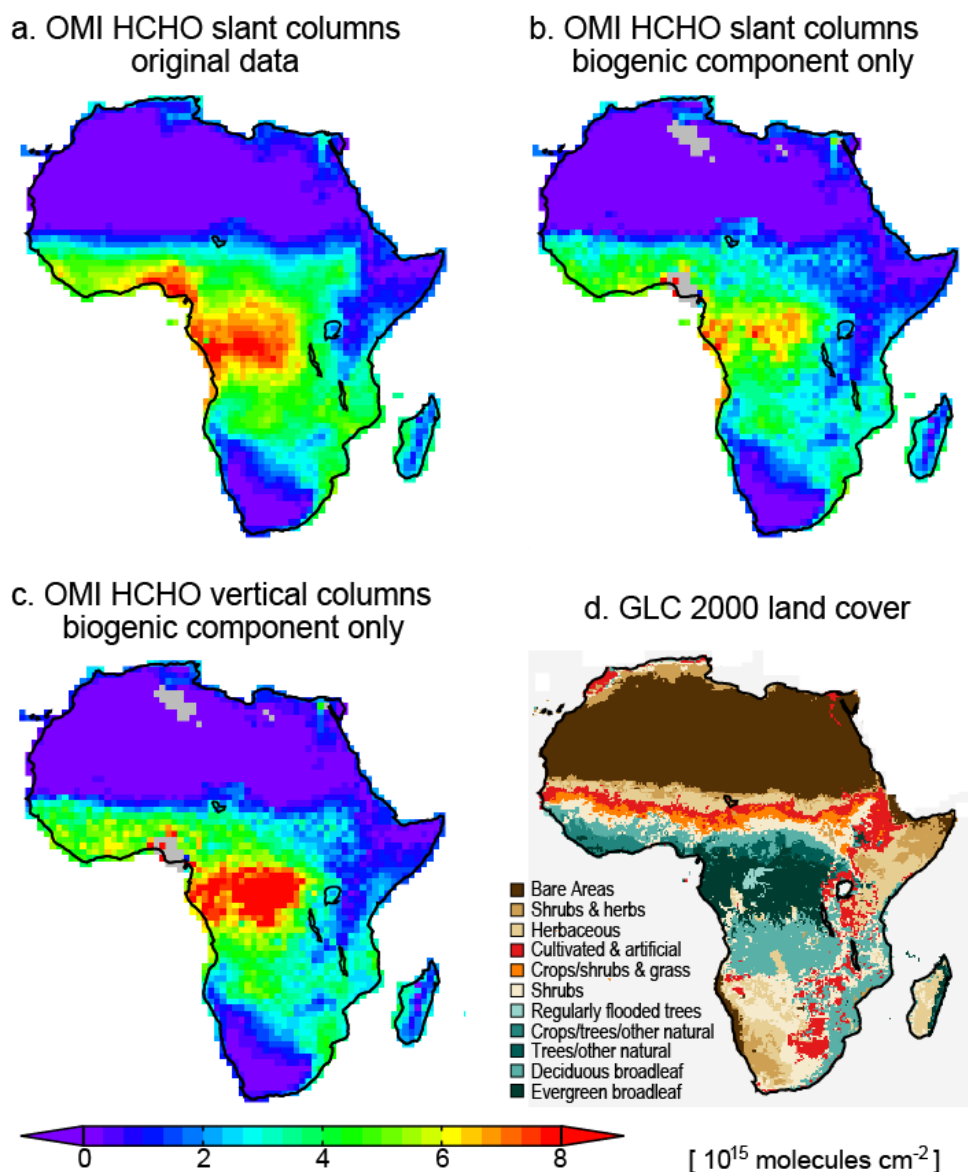 a. OMI HCHO slant columns
original data
b. OMI HCHO slant columns
biogenic component only
c. OMI HCHO vertical columns
biogenic component only
d. GLC 2000 land cover
Bare Areas
Shrubs & herbs
Herbaceous
Cultivated & artificial
Crops/shrubs & grass
Shrubs
Regularly flooded trees
Crops/trees/other natural
Trees/other natural
Deciduous broadleaf
Evergreen broadleaf
0 2 4 6 8
[ 10¹⁵ molecules cm⁻² ]